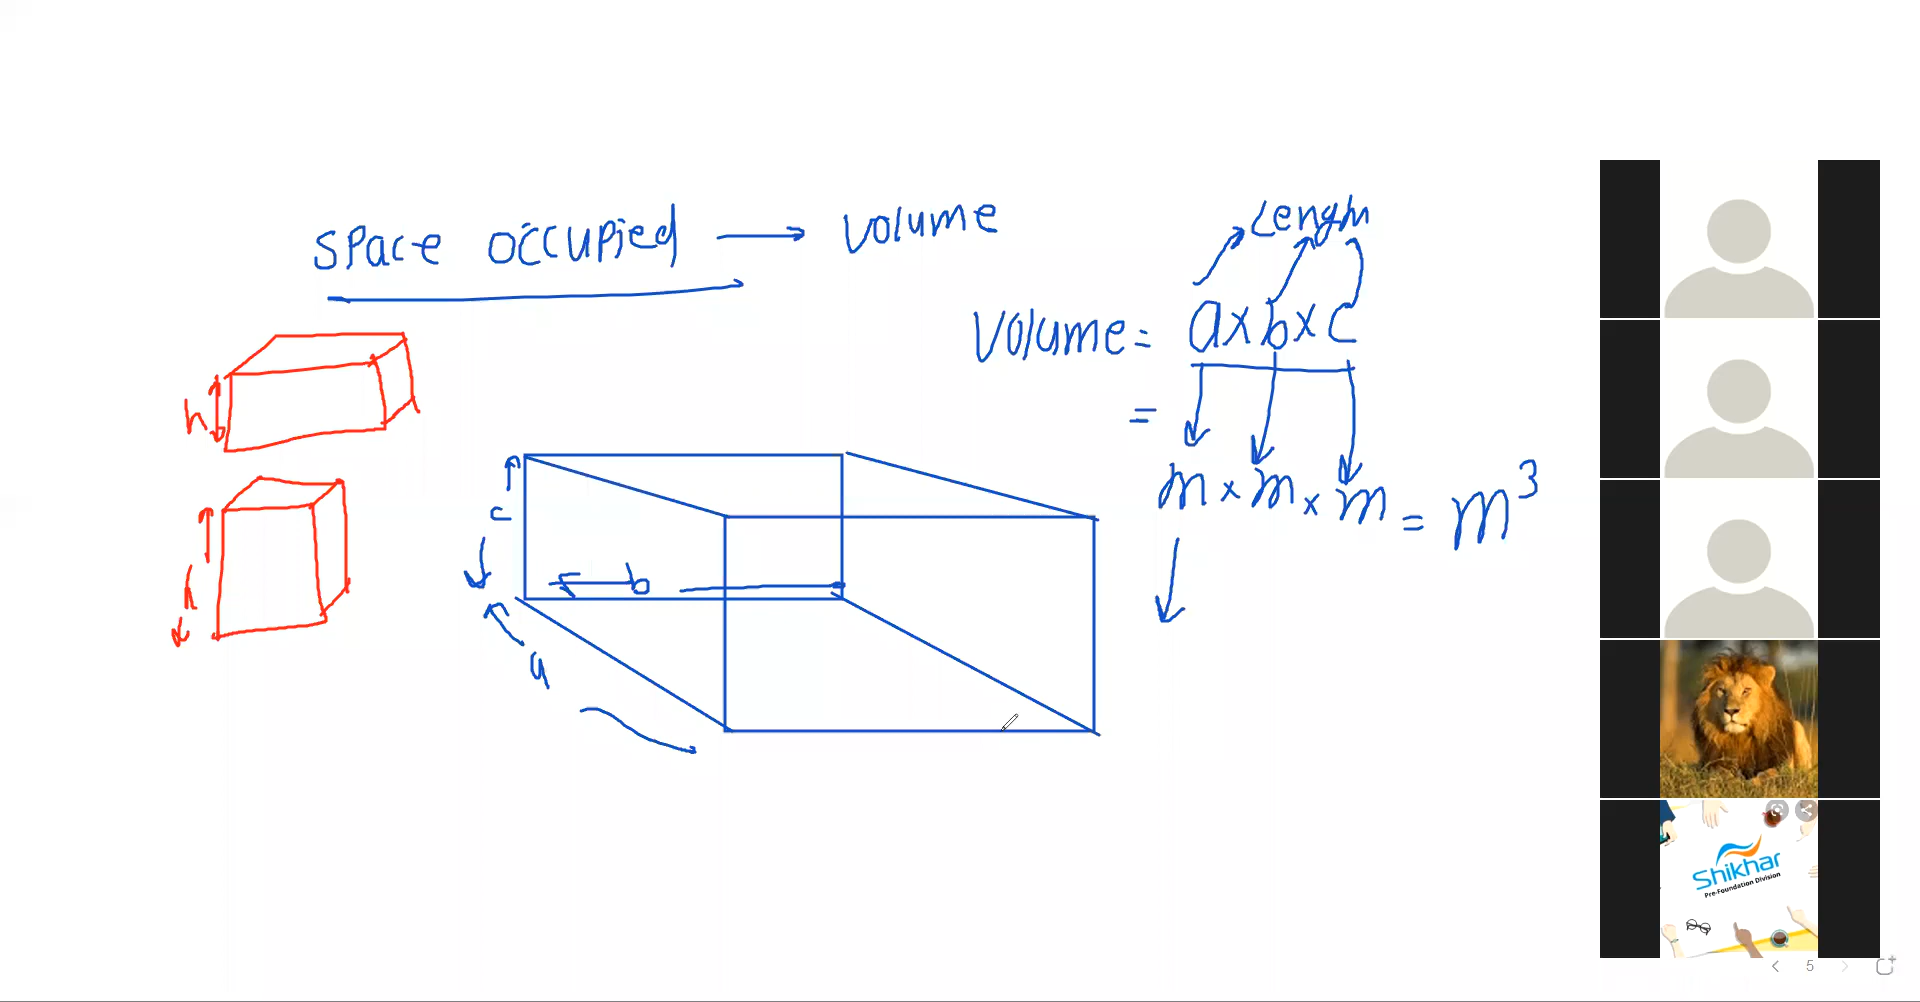 space occupied → volume
Length
Volume = a × b × c
=
m × m × m = m³
h
h
c
b
a
Shikhar
Pre-Foundation Division
5